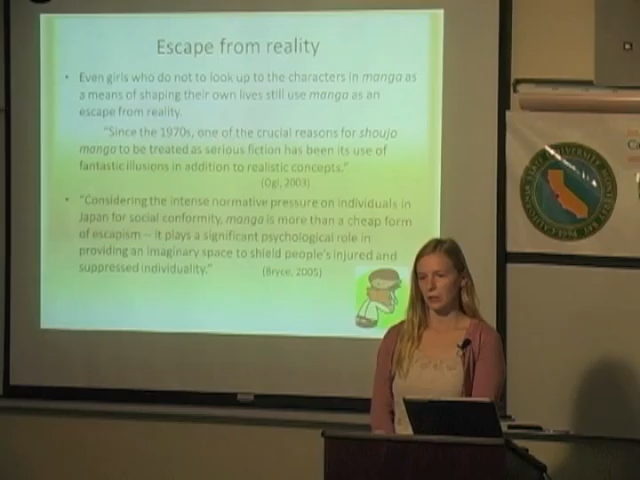 Escape from reality
• Even girls who do not to look up to the characters in manga as
a means of shaping their own lives still use manga as an
escape from reality.
"Since the 1970s, one of the crucial reasons for shoujo
manga to be treated as serious fiction has been its use of
fantastic illusions in addition to realistic concepts."
(Ogi, 2003)
• "Considering the intense normative pressure on individuals in
Japan for social conformity, manga is more than a cheap form
of escapism – it plays a significant psychological role in
providing an imaginary space to shield people's injured and
suppressed individuality."
(Bryce, 2005)
CALIFORNIA STATE UNIVERSITY MONTEREY BAY